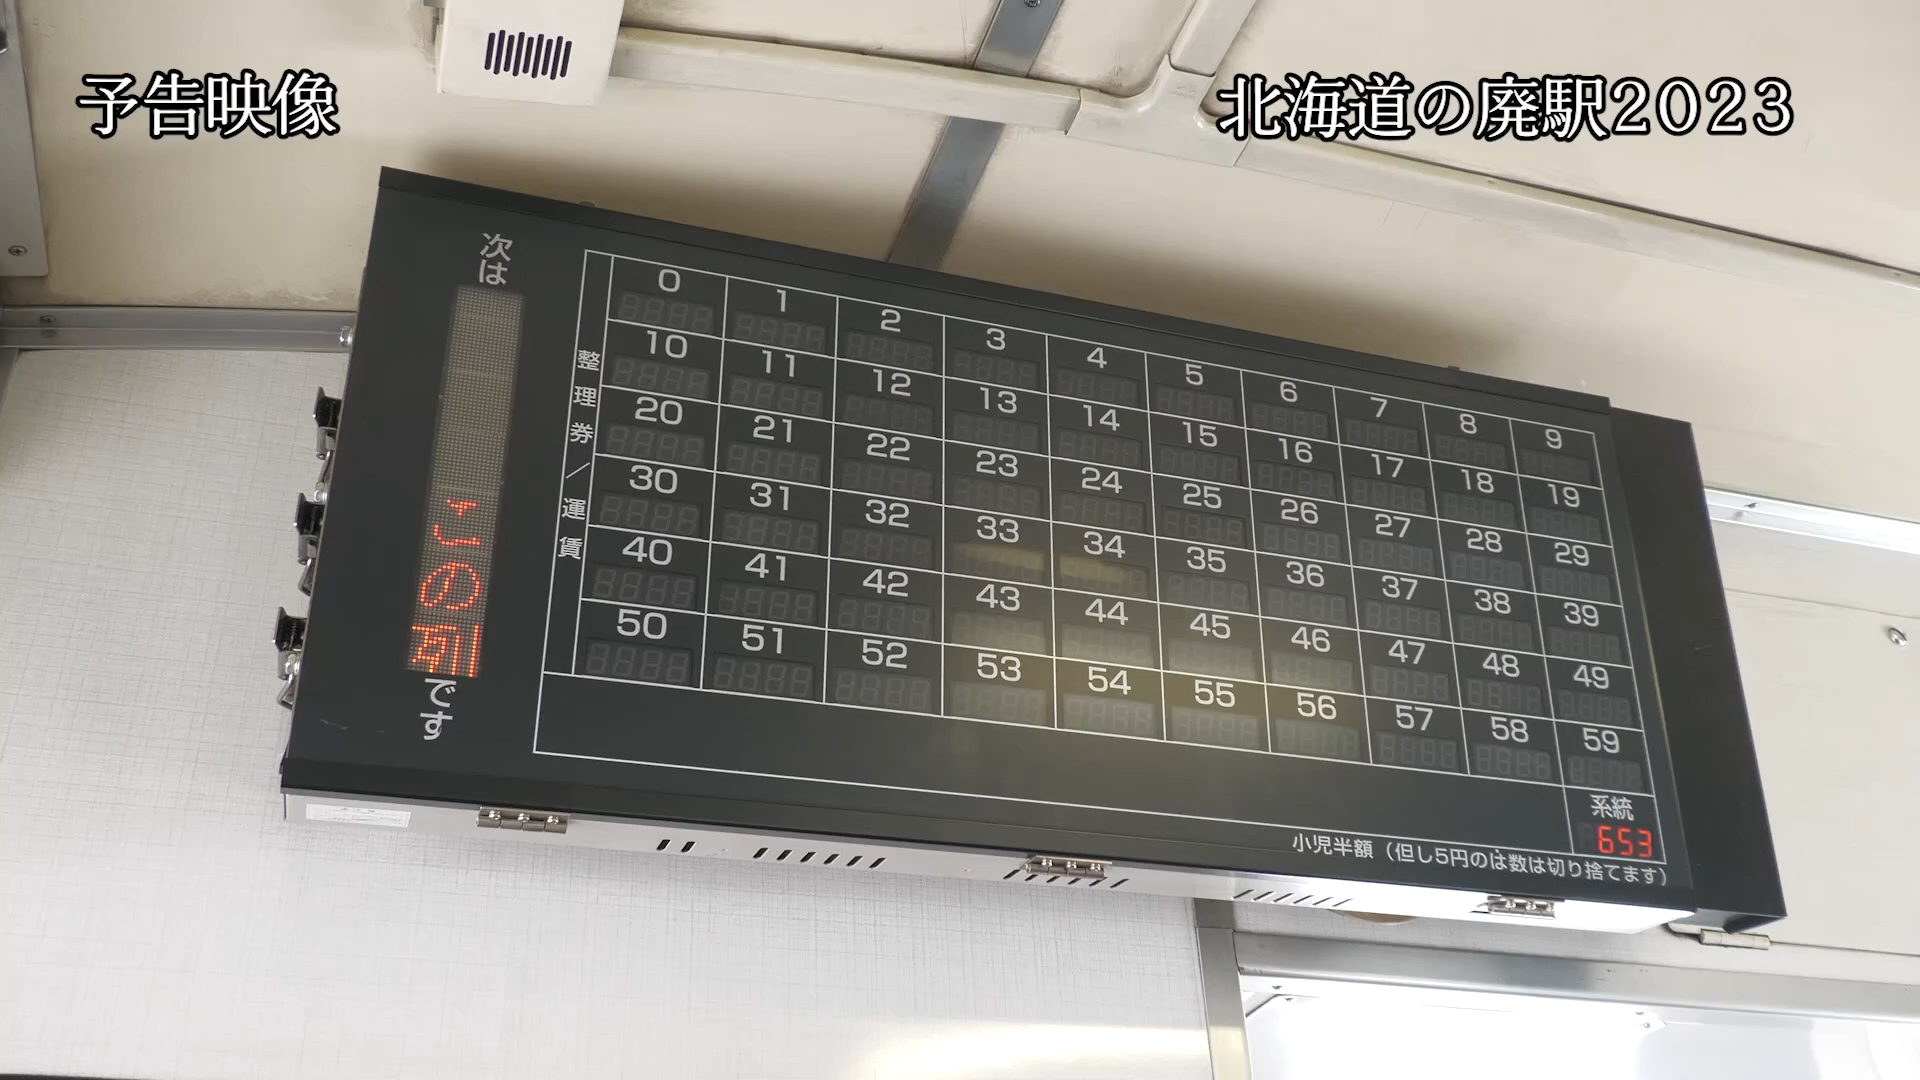 予告映像
北海道の廃駅2023
次は
この列
です
整理券／運賃
0 1 2 3 4 5 6 7 8 9
10 11 12 13 14 15 16 17 18 19
20 21 22 23 24 25 26 27 28 29
30 31 32 33 34 35 36 37 38 39
40 41 42 43 44 45 46 47 48 49
50 51 52 53 54 55 56 57 58 59
系統
653
小児半額（但し5円のは数は切り捨てます）